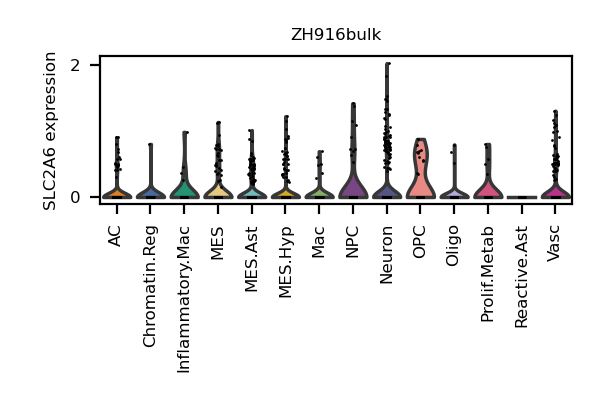 ZH916bulk
SLC2A6 expression
2
0
AC
Chromatin.Reg
Inflammatory.Mac
MES
MES.Ast
MES.Hyp
Mac
NPC
Neuron
OPC
Oligo
Prolif.Metab
Reactive.Ast
Vasc